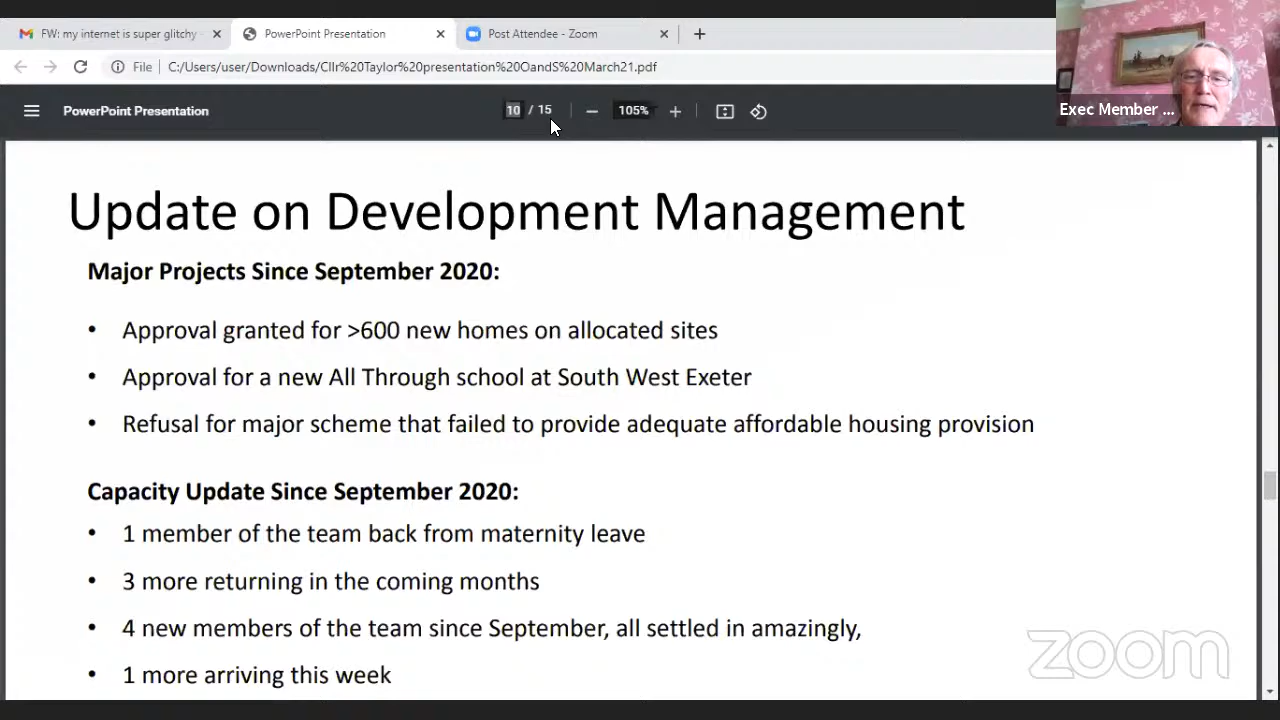 FW: my internet is super glitchy
PowerPoint Presentation
Post Attendee - Zoom
File
C:/Users/user/Downloads/Cllr%20Taylor%20presentation%20OandS%20March21.pdf
PowerPoint Presentation
10 / 15
105%
Exec Member ...
Update on Development Management
Major Projects Since September 2020:
• Approval granted for >600 new homes on allocated sites
• Approval for a new All Through school at South West Exeter
• Refusal for major scheme that failed to provide adequate affordable housing provision
Capacity Update Since September 2020:
• 1 member of the team back from maternity leave
• 3 more returning in the coming months
• 4 new members of the team since September, all settled in amazingly,
• 1 more arriving this week
zoom